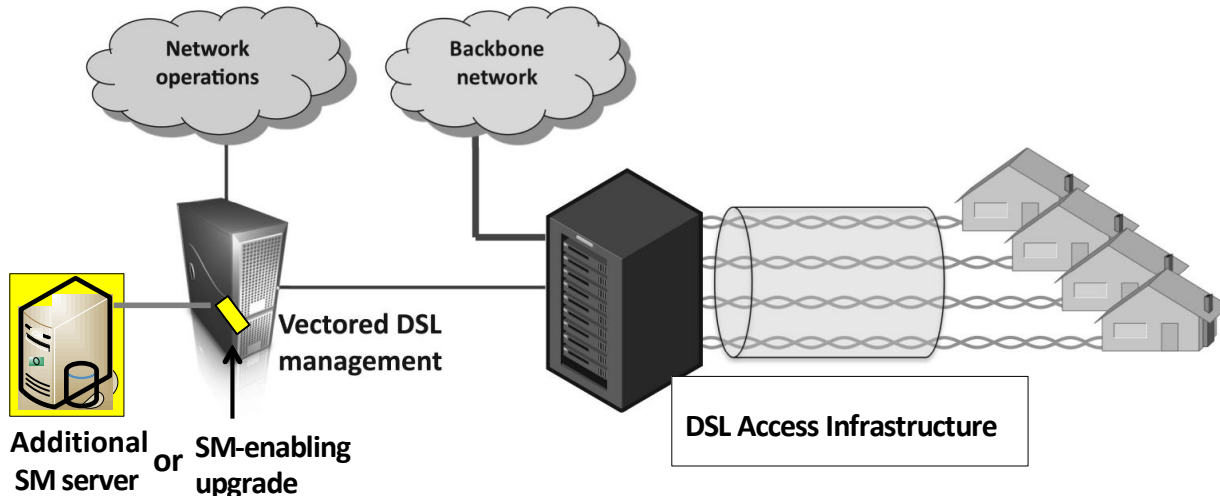 Network
operations
Backbone
network
Vectored DSL
management
DSL Access Infrastructure
Additional
SM server
or
SM-enabling
upgrade